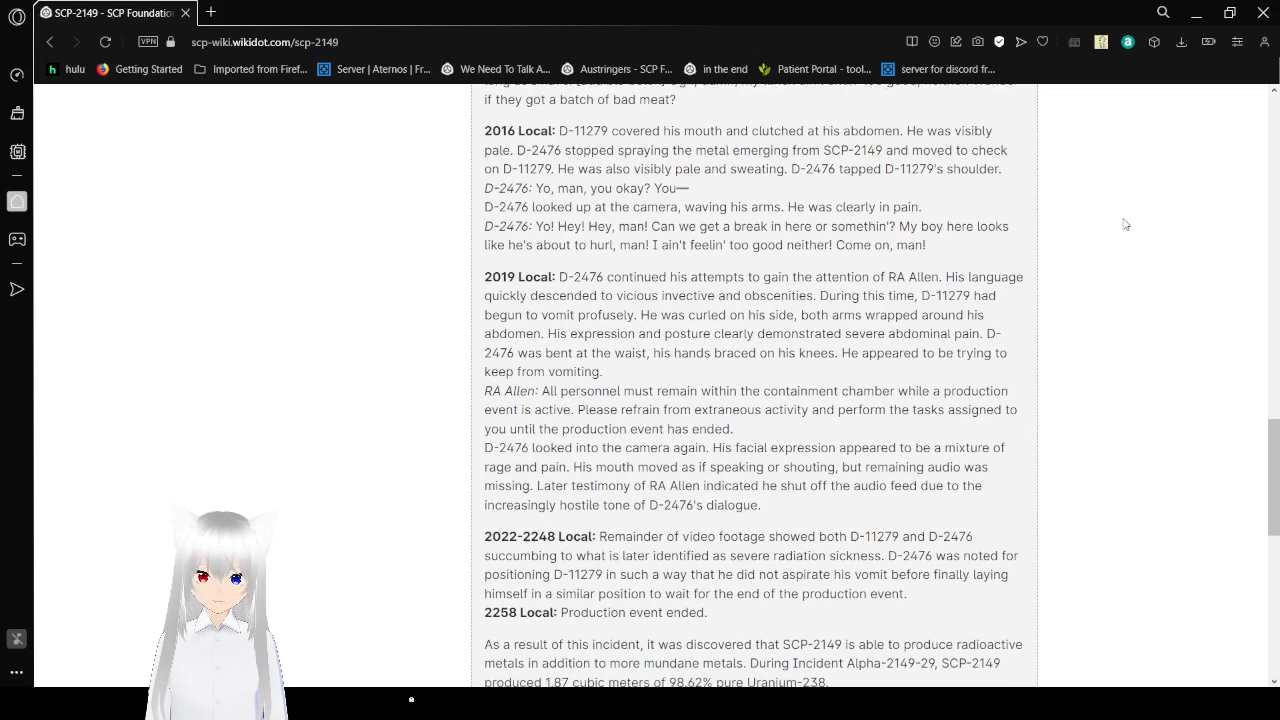 SCP-2149 - SCP Foundatio
scp-wiki.wikidot.com/scp-2149
VPN
hulu
Getting Started
Imported from Firef...
Server | Aternos | Fr...
We Need To Talk A...
Austringers - SCP F...
in the end
Patient Portal - tool...
server for discord fr...
if they got a batch of bad meat?
2016 Local: D-11279 covered his mouth and clutched at his abdomen. He was visibly
pale. D-2476 stopped spraying the metal emerging from SCP-2149 and moved to check
on D-11279. He was also visibly pale and sweating. D-2476 tapped D-11279's shoulder.
D-2476: Yo, man, you okay? You—
D-2476 looked up at the camera, waving his arms. He was clearly in pain.
D-2476: Yo! Hey! Hey, man! Can we get a break in here or somethin'? My boy here looks
like he's about to hurl, man! I ain't feelin' too good neither! Come on, man!
2019 Local: D-2476 continued his attempts to gain the attention of RA Allen. His language
quickly descended to vicious invective and obscenities. During this time, D-11279 had
begun to vomit profusely. He was curled on his side, both arms wrapped around his
abdomen. His expression and posture clearly demonstrated severe abdominal pain. D-
2476 was bent at the waist, his hands braced on his knees. He appeared to be trying to
keep from vomiting.
RA Allen: All personnel must remain within the containment chamber while a production
event is active. Please refrain from extraneous activity and perform the tasks assigned to
you until the production event has ended.
D-2476 looked into the camera again. His facial expression appeared to be a mixture of
rage and pain. His mouth moved as if speaking or shouting, but remaining audio was
missing. Later testimony of RA Allen indicated he shut off the audio feed due to the
increasingly hostile tone of D-2476's dialogue.
2022-2248 Local: Remainder of video footage showed both D-11279 and D-2476
succumbing to what is later identified as severe radiation sickness. D-2476 was noted for
positioning D-11279 in such a way that he did not aspirate his vomit before finally laying
himself in a similar position to wait for the end of the production event.
2258 Local: Production event ended.
As a result of this incident, it was discovered that SCP-2149 is able to produce radioactive
metals in addition to more mundane metals. During Incident Alpha-2149-29, SCP-2149
produced 1.87 cubic meters of 98.62% pure Uranium-238.